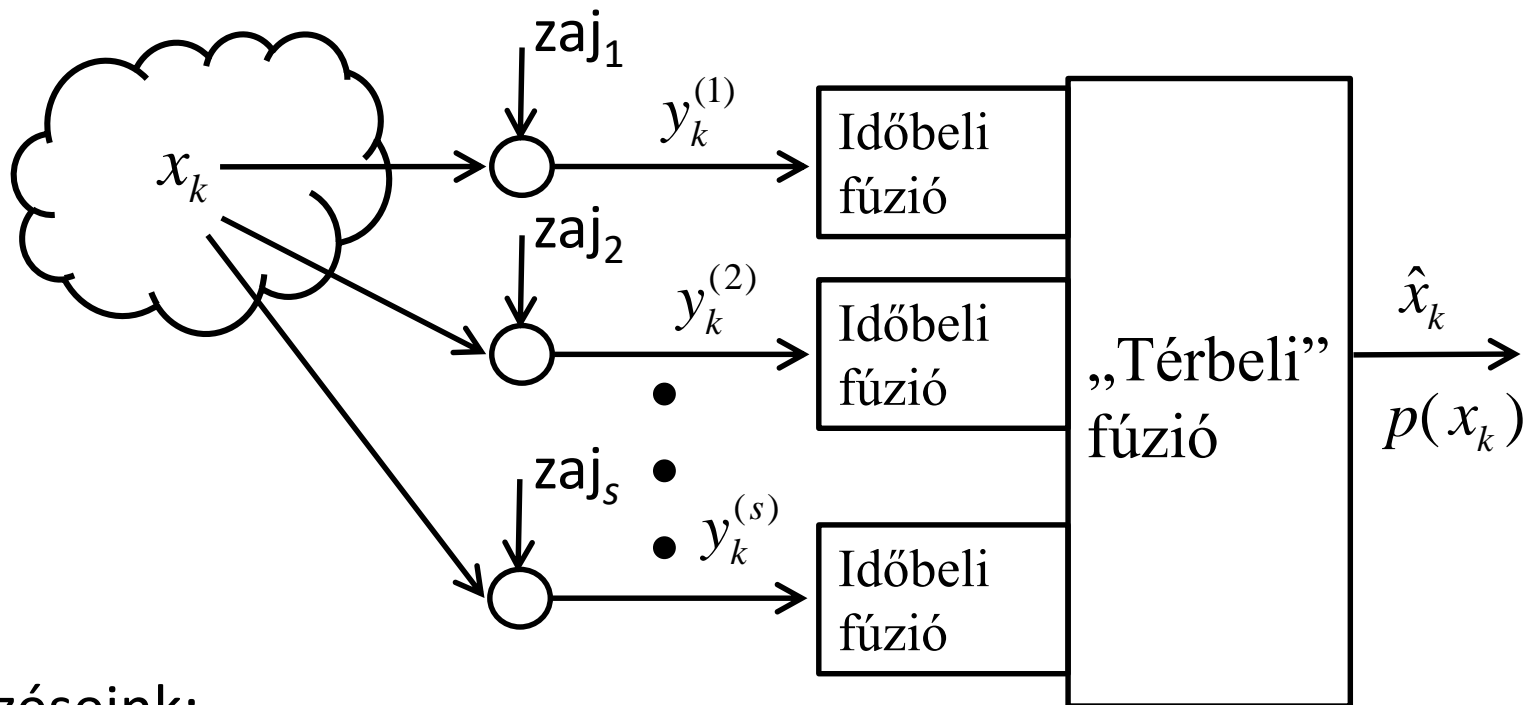 zaj₁
y_k^{(1)}
Időbeli
fúzió
x_k
zaj₂
y_k^{(2)}
Időbeli
fúzió
„Térbeli”
fúzió
x̂_k
p(x_k)
zajₛ
y_k^{(s)}
Időbeli
fúzió